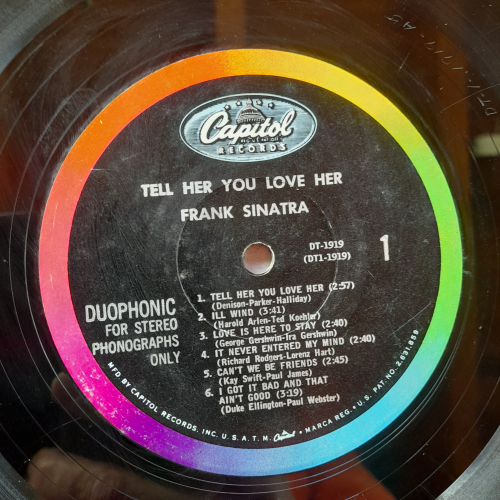 Capitol
RECORDS
TELL HER YOU LOVE HER
FRANK SINATRA
DT-1919
(DT1-1919)
1
DUOPHONIC
FOR STEREO
PHONOGRAPHS
ONLY
1. TELL HER YOU LOVE HER (2:57)
(Denison-Parker-Halliday)
2. ILL WIND (3:41)
(Harold Arlen-Ted Koehler)
3. LOVE IS HERE TO STAY (2:40)
(George Gershwin-Ira Gershwin)
4. IT NEVER ENTERED MY MIND (2:40)
(Richard Rodgers-Lorenz Hart)
5. CAN'T WE BE FRIENDS (2:45)
(Kay Swift-Paul James)
6. I GOT IT BAD AND THAT
AIN'T GOOD (3:19)
(Duke Ellington-Paul Webster)
MFD BY CAPITOL RECORDS, INC. U.S.A. T.M. Capitol • MARCA REG. • U.S. PAT. NO. 2,631,859